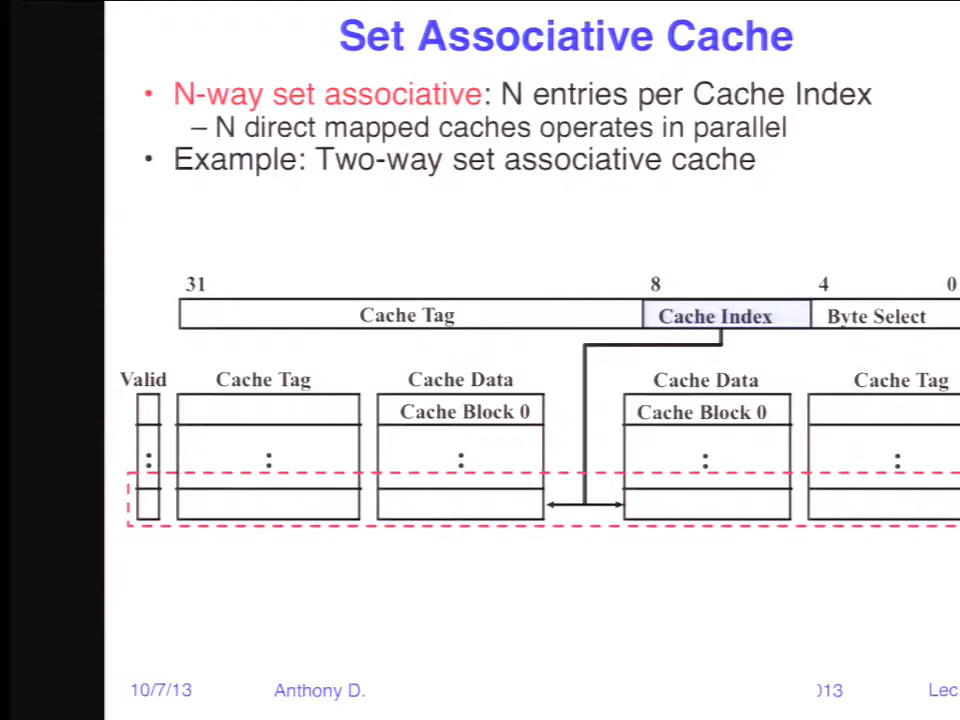 Set Associative Cache
• N-way set associative: N entries per Cache Index
– N direct mapped caches operates in parallel
• Example: Two-way set associative cache
31 8 4 0
Cache Tag Cache Index Byte Select
Valid Cache Tag Cache Data Cache Data Cache Tag
Cache Block 0 Cache Block 0
: : : : :
10/7/13 Anthony D. 013 Lec